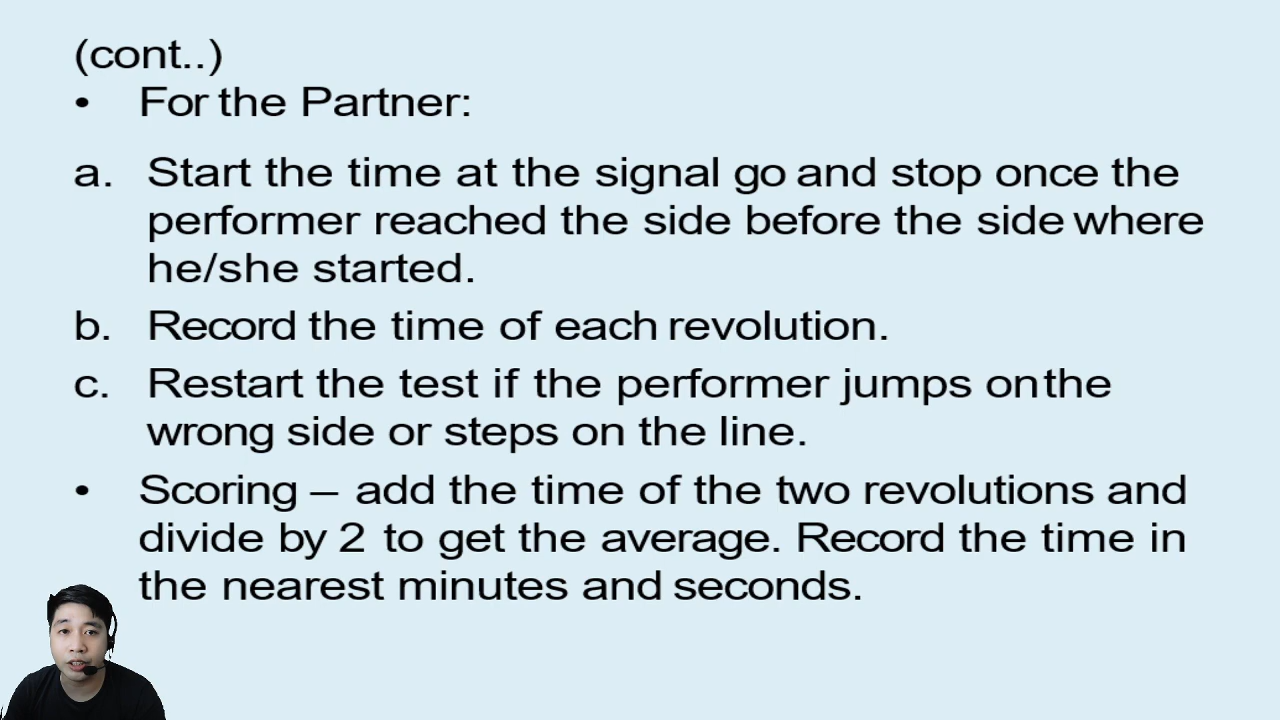 (cont..)
• For the Partner:
a. Start the time at the signal go and stop once the
performer reached the side before the side where
he/she started.
b. Record the time of each revolution.
c. Restart the test if the performer jumps on the
wrong side or steps on the line.
• Scoring – add the time of the two revolutions and
divide by 2 to get the average. Record the time in
the nearest minutes and seconds.